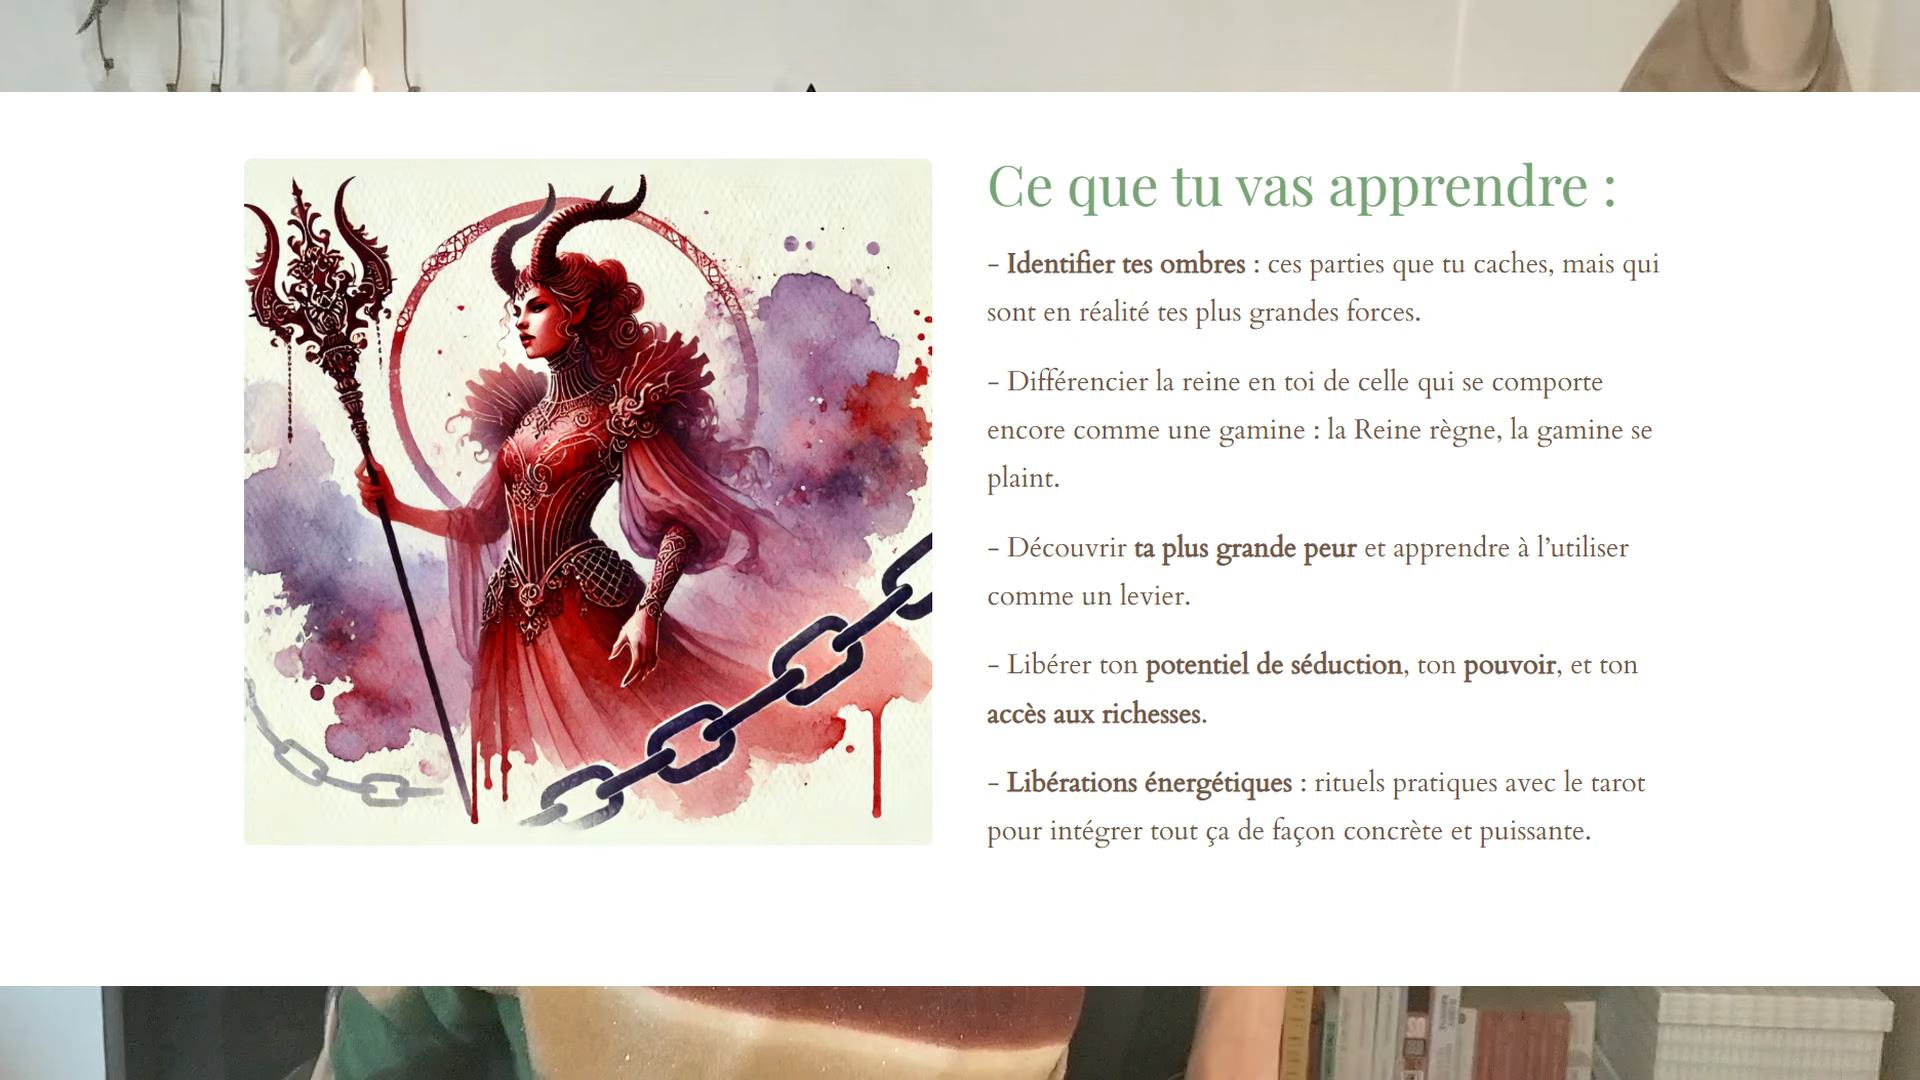 Ce que tu vas apprendre :
- Identifier tes ombres : ces parties que tu caches, mais qui
sont en réalité tes plus grandes forces.
- Différencier la reine en toi de celle qui se comporte
encore comme une gamine : la Reine règne, la gamine se
plaint.
- Découvrir ta plus grande peur et apprendre à l’utiliser
comme un levier.
- Libérer ton potentiel de séduction, ton pouvoir, et ton
accès aux richesses.
- Libérations énergétiques : rituels pratiques avec le tarot
pour intégrer tout ça de façon concrète et puissante.